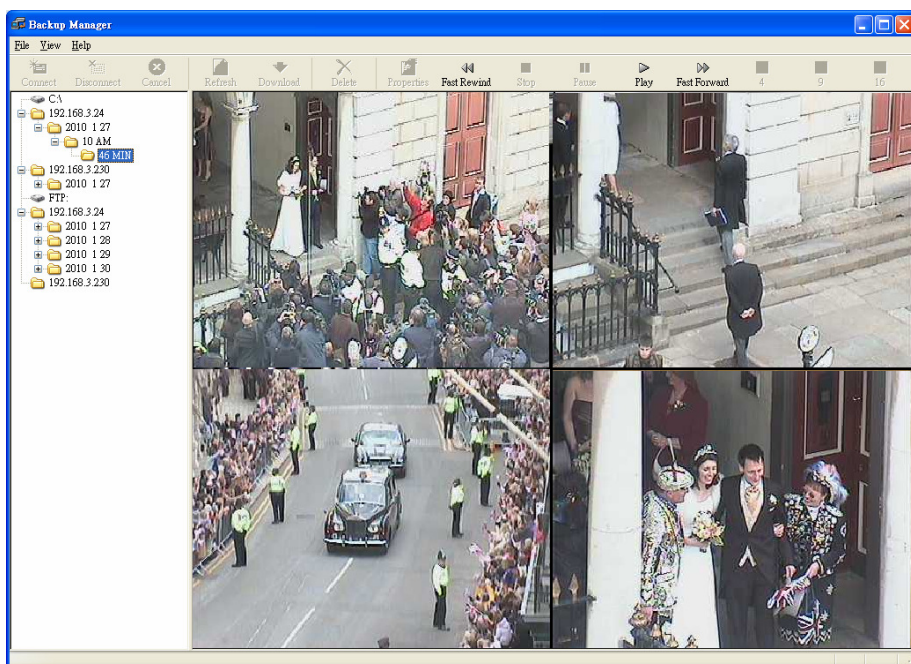 Backup Manager
File View Help
Connect Disconnect Cancel Refresh Download Delete Properties Fast Rewind Stop Pause Play Fast Forward 4 9 16
C:\
192.168.3.24
2010 1 27
10 AM
46 MIN
192.168.3.230
2010 1 27
FTP:
192.168.3.24
2010 1 27
2010 1 28
2010 1 29
2010 1 30
192.168.3.230